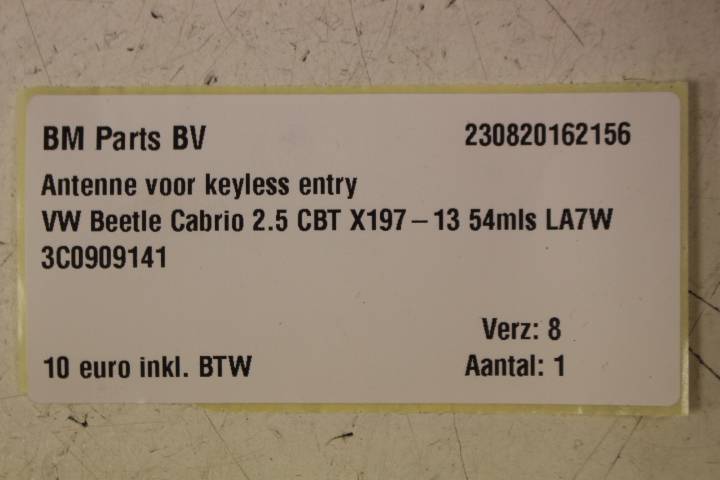 BM Parts BV 230820162156
Antenne voor keyless entry
VW Beetle Cabrio 2.5 CBT X197 – 13 54mls LA7W
3C0909141
Verz: 8
10 euro inkl. BTW Aantal: 1